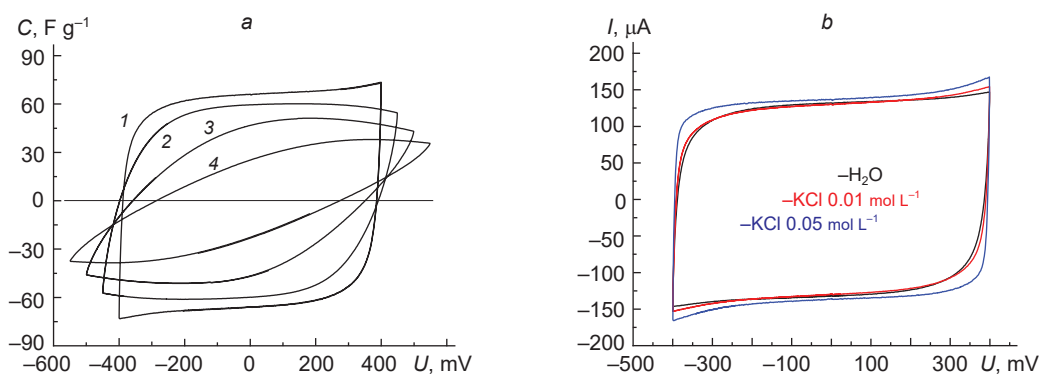 a
C, F g⁻¹
90
60
30
0
−30
−60
−90
1
2
3
4
−600 −400 −200 0 200 400 U, mV
b
I, μA
200
150
100
50
0
−50
−100
−150
−200
−H₂O
−KCl 0.01 mol L⁻¹
−KCl 0.05 mol L⁻¹
−500 −300 −100 100 300 U, mV